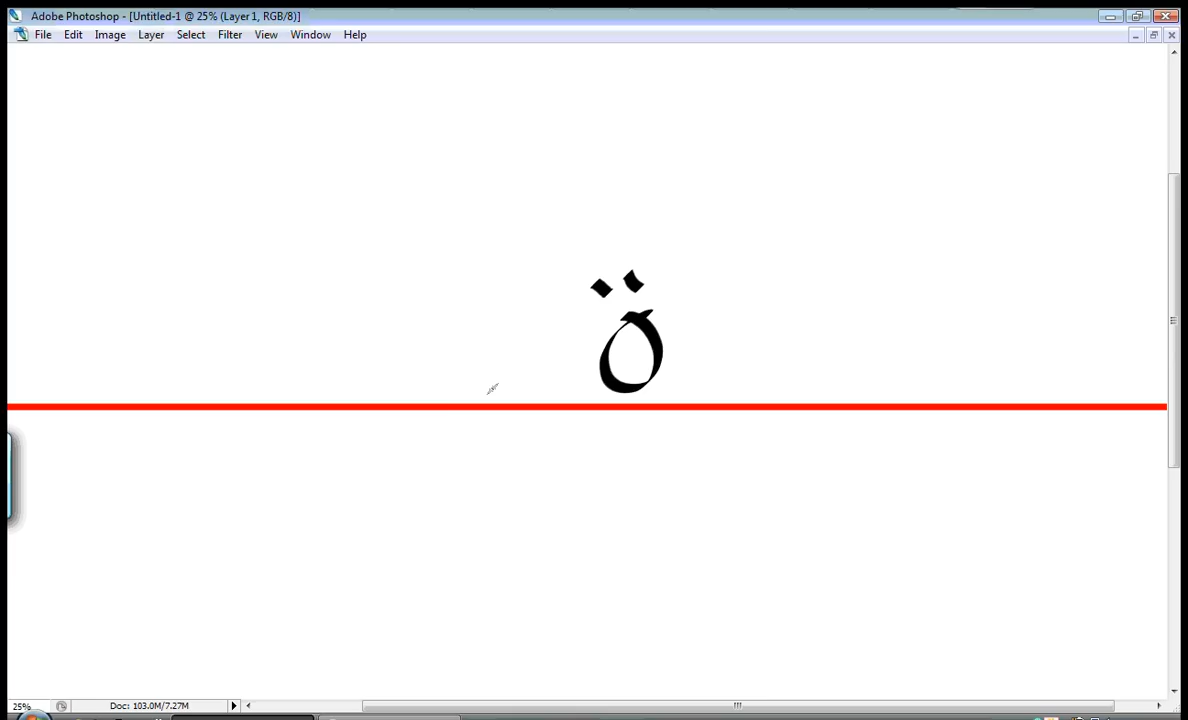 Adobe Photoshop - [Untitled-1 @ 25% (Layer 1, RGB/8)]
File Edit Image Layer Select Filter View Window Help
ة
25% Doc: 103.0M/7.27M